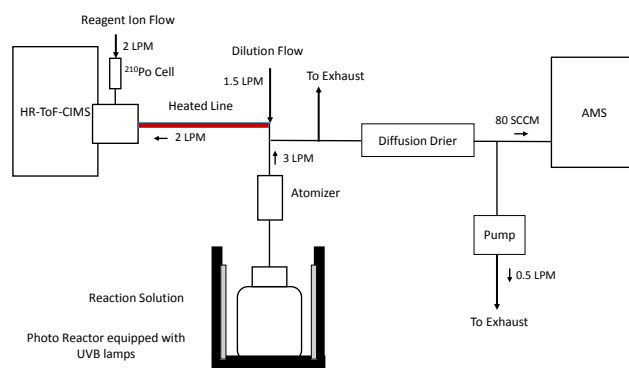 Reagent Ion Flow
2 LPM
210Po Cell
HR-ToF-CIMS
Heated Line
2 LPM
Dilution Flow
1.5 LPM
To Exhaust
3 LPM
Atomizer
Diffusion Drier
80 SCCM
AMS
Pump
0.5 LPM
To Exhaust
Reaction Solution
Photo Reactor equipped with
UVB lamps